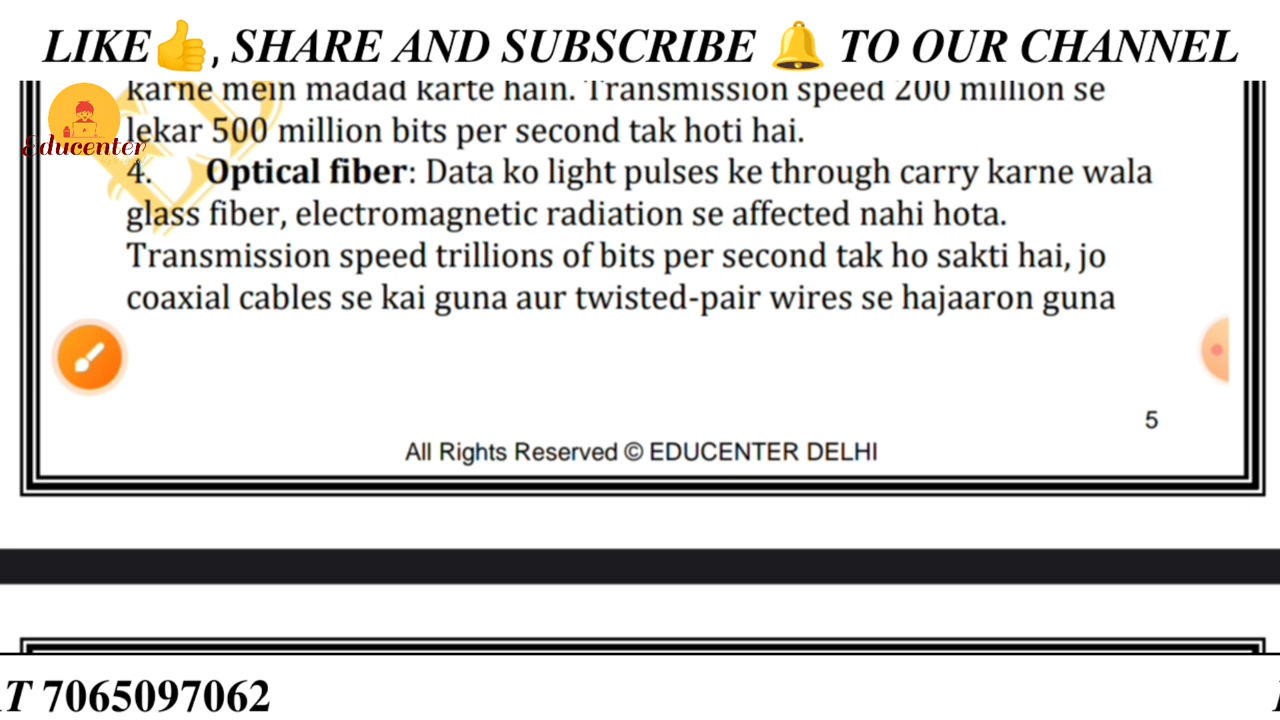 LIKE👍, SHARE AND SUBSCRIBE 🔔 TO OUR CHANNEL
karne mein madad karte hain. Transmission speed 200 million se
Educenter
lekar 500 million bits per second tak hoti hai.
4. Optical fiber: Data ko light pulses ke through carry karne wala
glass fiber, electromagnetic radiation se affected nahi hota.
Transmission speed trillions of bits per second tak ho sakti hai, jo
coaxial cables se kai guna aur twisted-pair wires se hajaaron guna
5
All Rights Reserved © EDUCENTER DELHI
T 7065097062